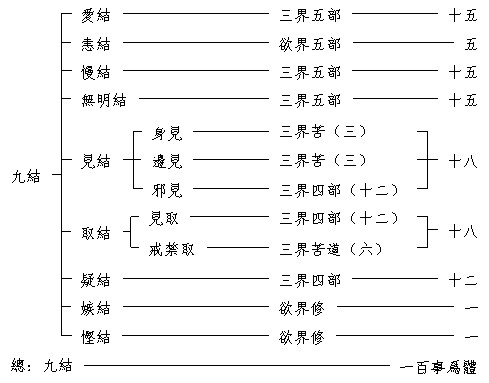 愛結 三界五部 十五
恚結 欲界五部 五
慢結 三界五部 十五
無明結 三界五部 十五
身見 三界苦（三）
九結 見結 邊見 三界苦（三） 十八
邪見 三界四部（十二）
取結 見取 三界四部（十二） 十八
戒禁取 三界苦道（六）
疑結 三界四部 十二
嫉結 欲界修 一
慳結 欲界修 一
總：九結 一百事爲體